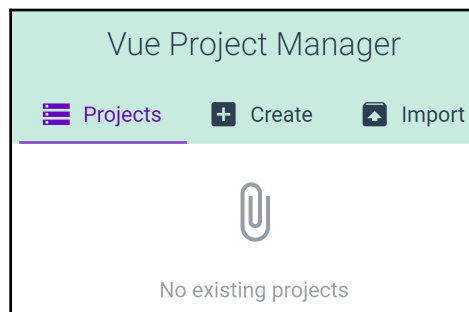 Vue Project Manager
Projects Create Import
No existing projects